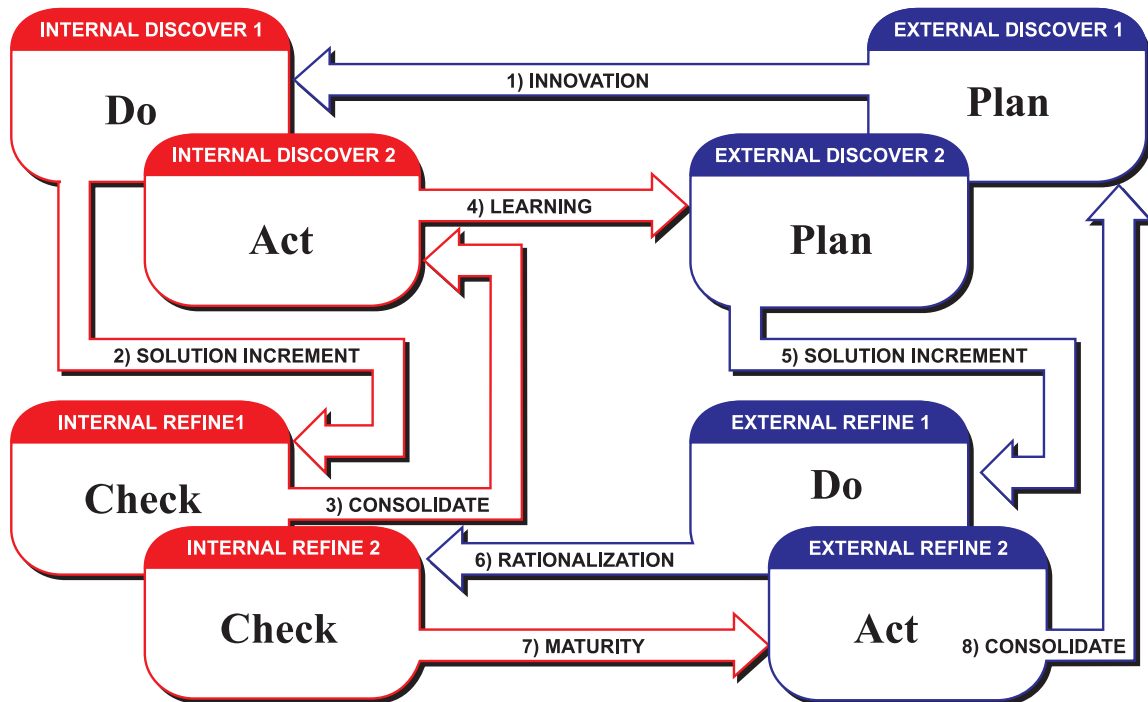 INTERNAL DISCOVER 1
EXTERNAL DISCOVER 1
1) INNOVATION
Do
Plan
INTERNAL DISCOVER 2
EXTERNAL DISCOVER 2
4) LEARNING
Act
Plan
2) SOLUTION INCREMENT
5) SOLUTION INCREMENT
INTERNAL REFINE1
EXTERNAL REFINE 1
Check
Do
3) CONSOLIDATE
INTERNAL REFINE 2
6) RATIONALIZATION
EXTERNAL REFINE 2
Check
Act
7) MATURITY
8) CONSOLIDATE